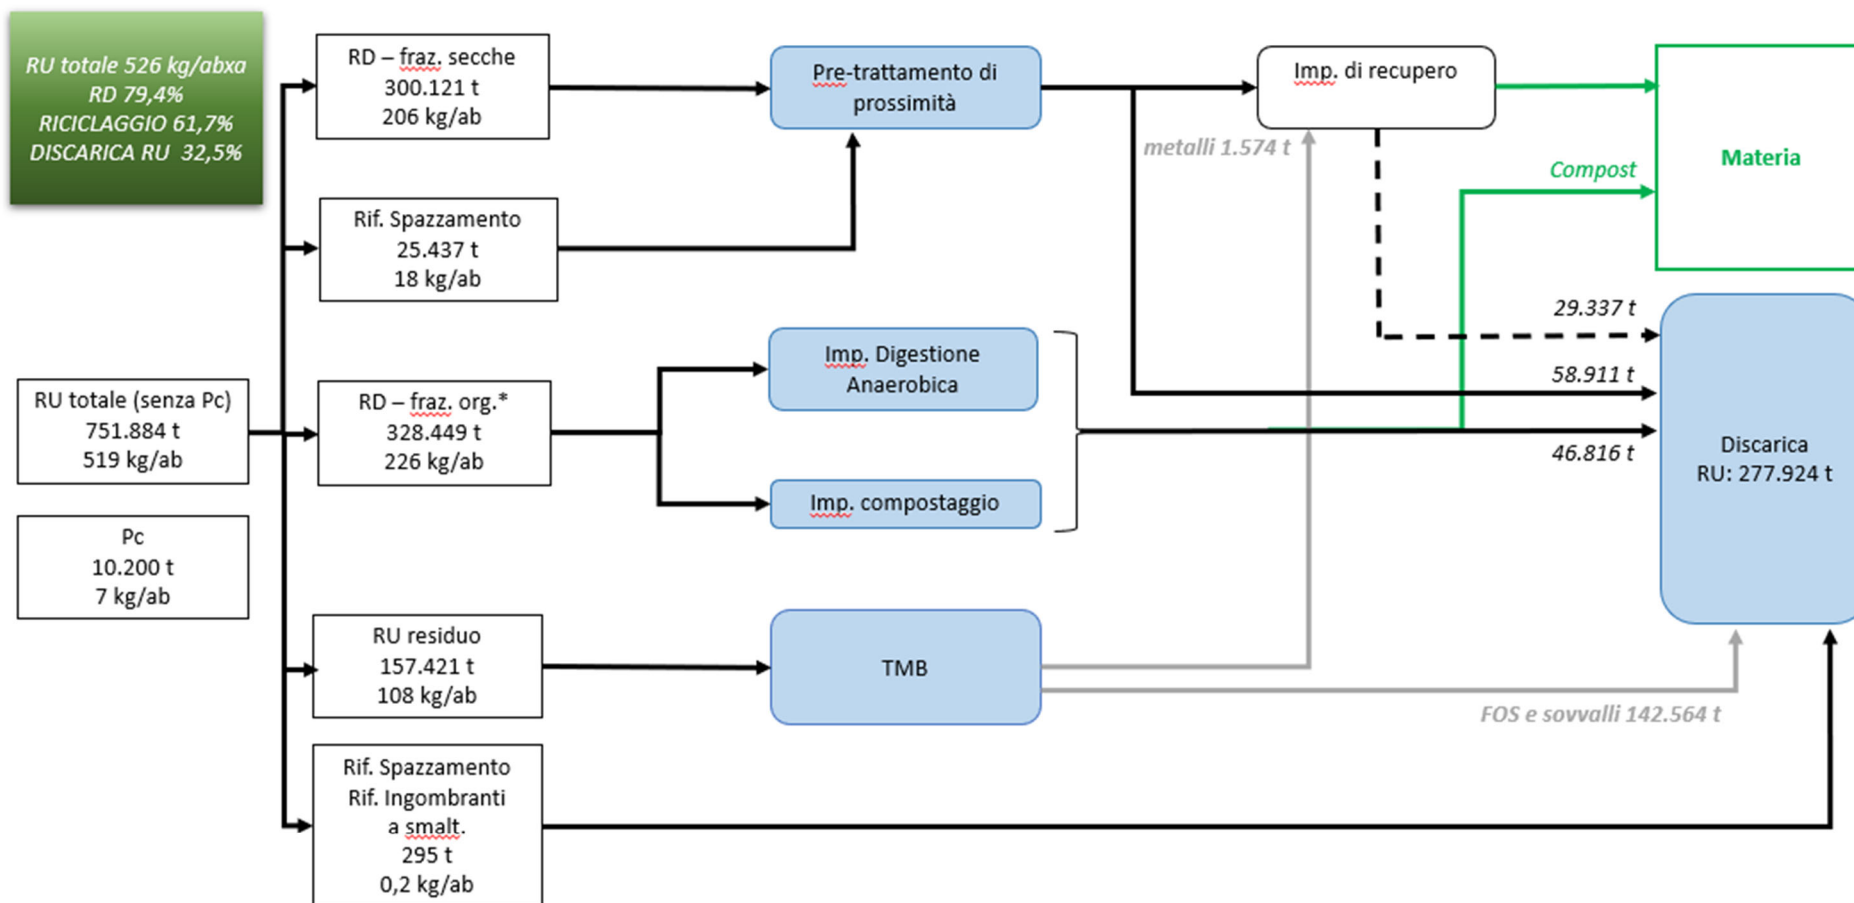 RU totale 526 kg/abxa
RD 79,4%
RICICLAGGIO 61,7%
DISCARICA RU 32,5%
RD – fraz. secche
300.121 t
206 kg/ab
Pre-trattamento di
prossimità
Imp. di recupero
metalli 1.574 t
Materia
Compost
Rif. Spazzamento
25.437 t
18 kg/ab
29.337 t
58.911 t
46.816 t
Imp. Digestione
Anaerobica
RU totale (senza Pc)
751.884 t
519 kg/ab
RD – fraz. org.*
328.449 t
226 kg/ab
Imp. compostaggio
Discarica
RU: 277.924 t
Pc
10.200 t
7 kg/ab
RU residuo
157.421 t
108 kg/ab
TMB
FOS e sovvalli 142.564 t
Rif. Spazzamento
Rif. Ingombranti
a smalt.
295 t
0,2 kg/ab